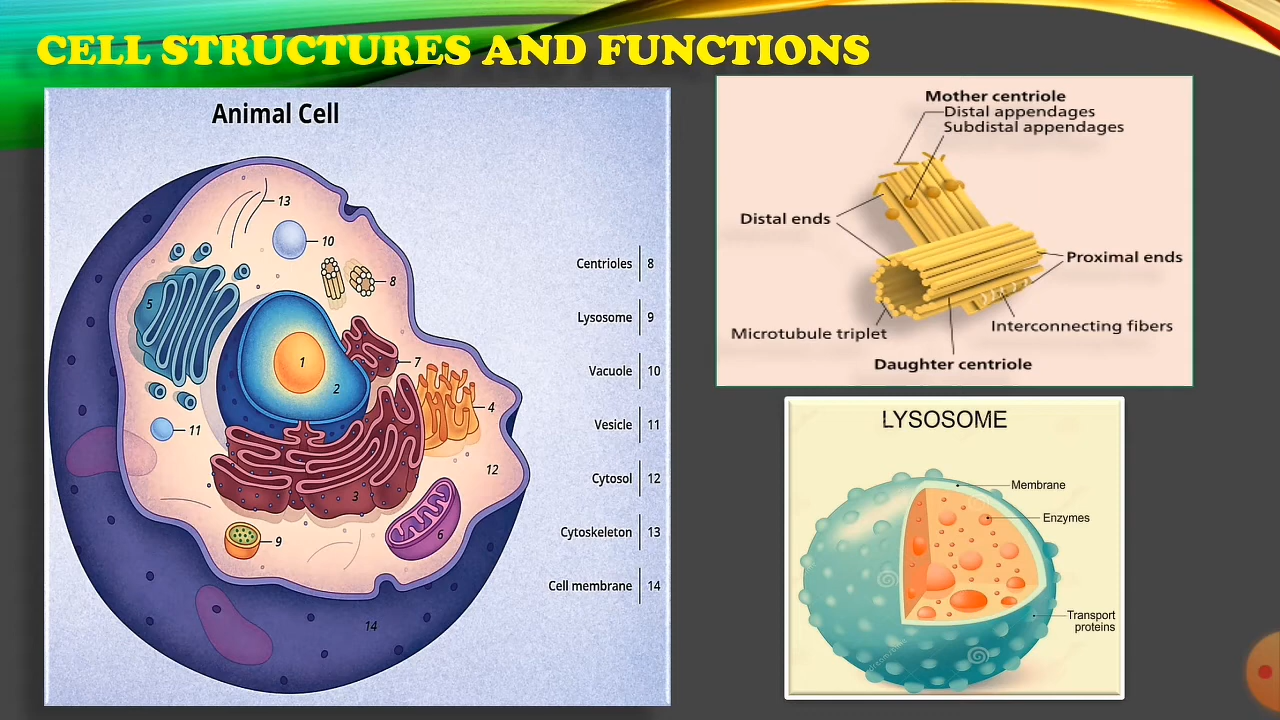 CELL STRUCTURES AND FUNCTIONS
Animal Cell
13
10
8
5
1
2
7
4
11
12
3
9
6
14
Centrioles 8
Lysosome 9
Vacuole 10
Vesicle 11
Cytosol 12
Cytoskeleton 13
Cell membrane 14
Mother centriole
Distal appendages
Subdistal appendages
Distal ends
Proximal ends
Interconnecting fibers
Microtubule triplet
Daughter centriole
LYSOSOME
Membrane
Enzymes
Transport
proteins